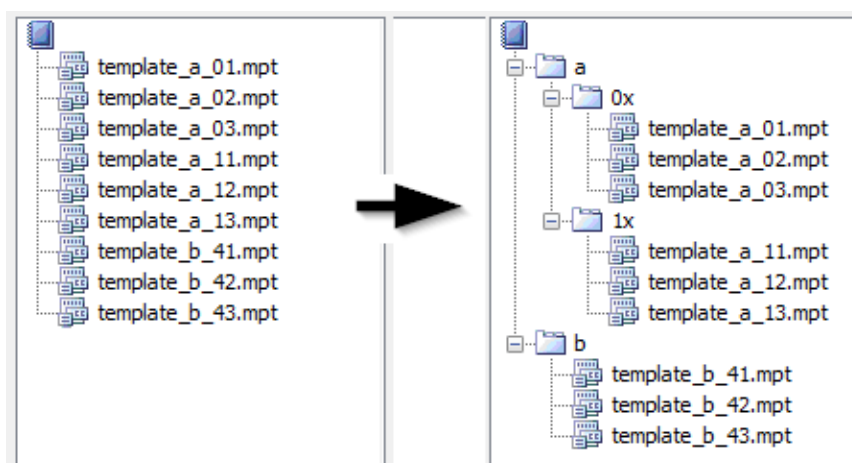 template_a_01.mpt
template_a_02.mpt
template_a_03.mpt
template_a_11.mpt
template_a_12.mpt
template_a_13.mpt
template_b_41.mpt
template_b_42.mpt
template_b_43.mpt
a
0x
template_a_01.mpt
template_a_02.mpt
template_a_03.mpt
1x
template_a_11.mpt
template_a_12.mpt
template_a_13.mpt
b
template_b_41.mpt
template_b_42.mpt
template_b_43.mpt